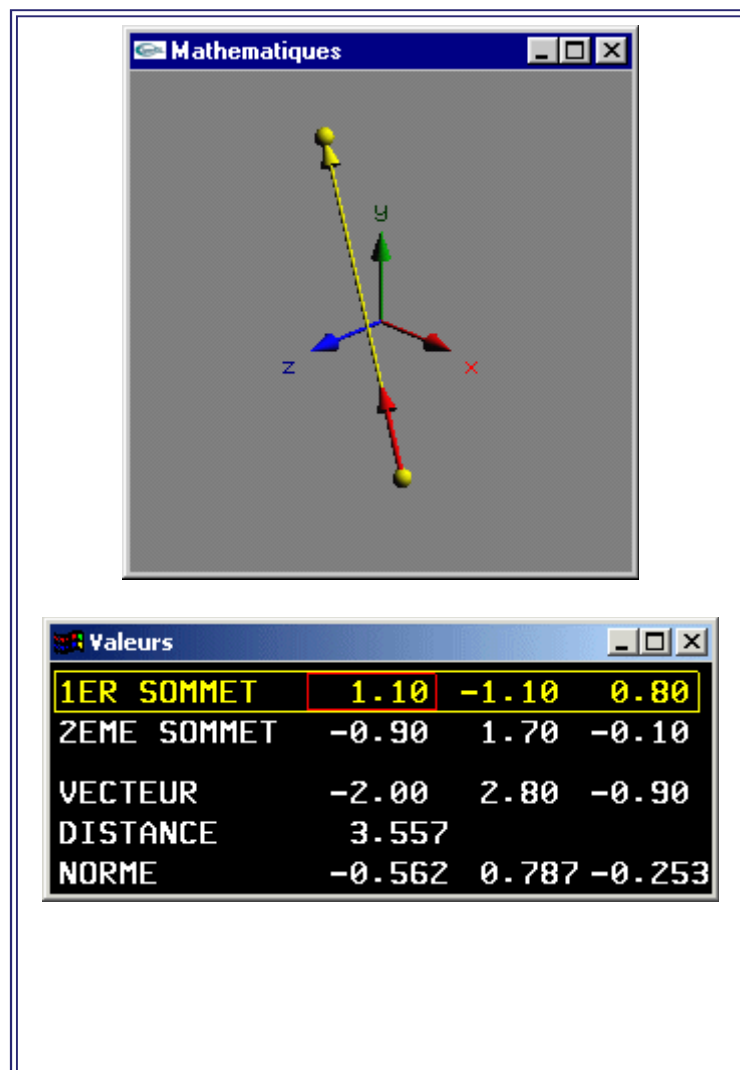 Mathematiques
y
z
x
Valeurs
1ER SOMMET 1.10 -1.10 0.80
2EME SOMMET -0.90 1.70 -0.10
VECTEUR -2.00 2.80 -0.90
DISTANCE 3.557
NORME -0.562 0.787 -0.253